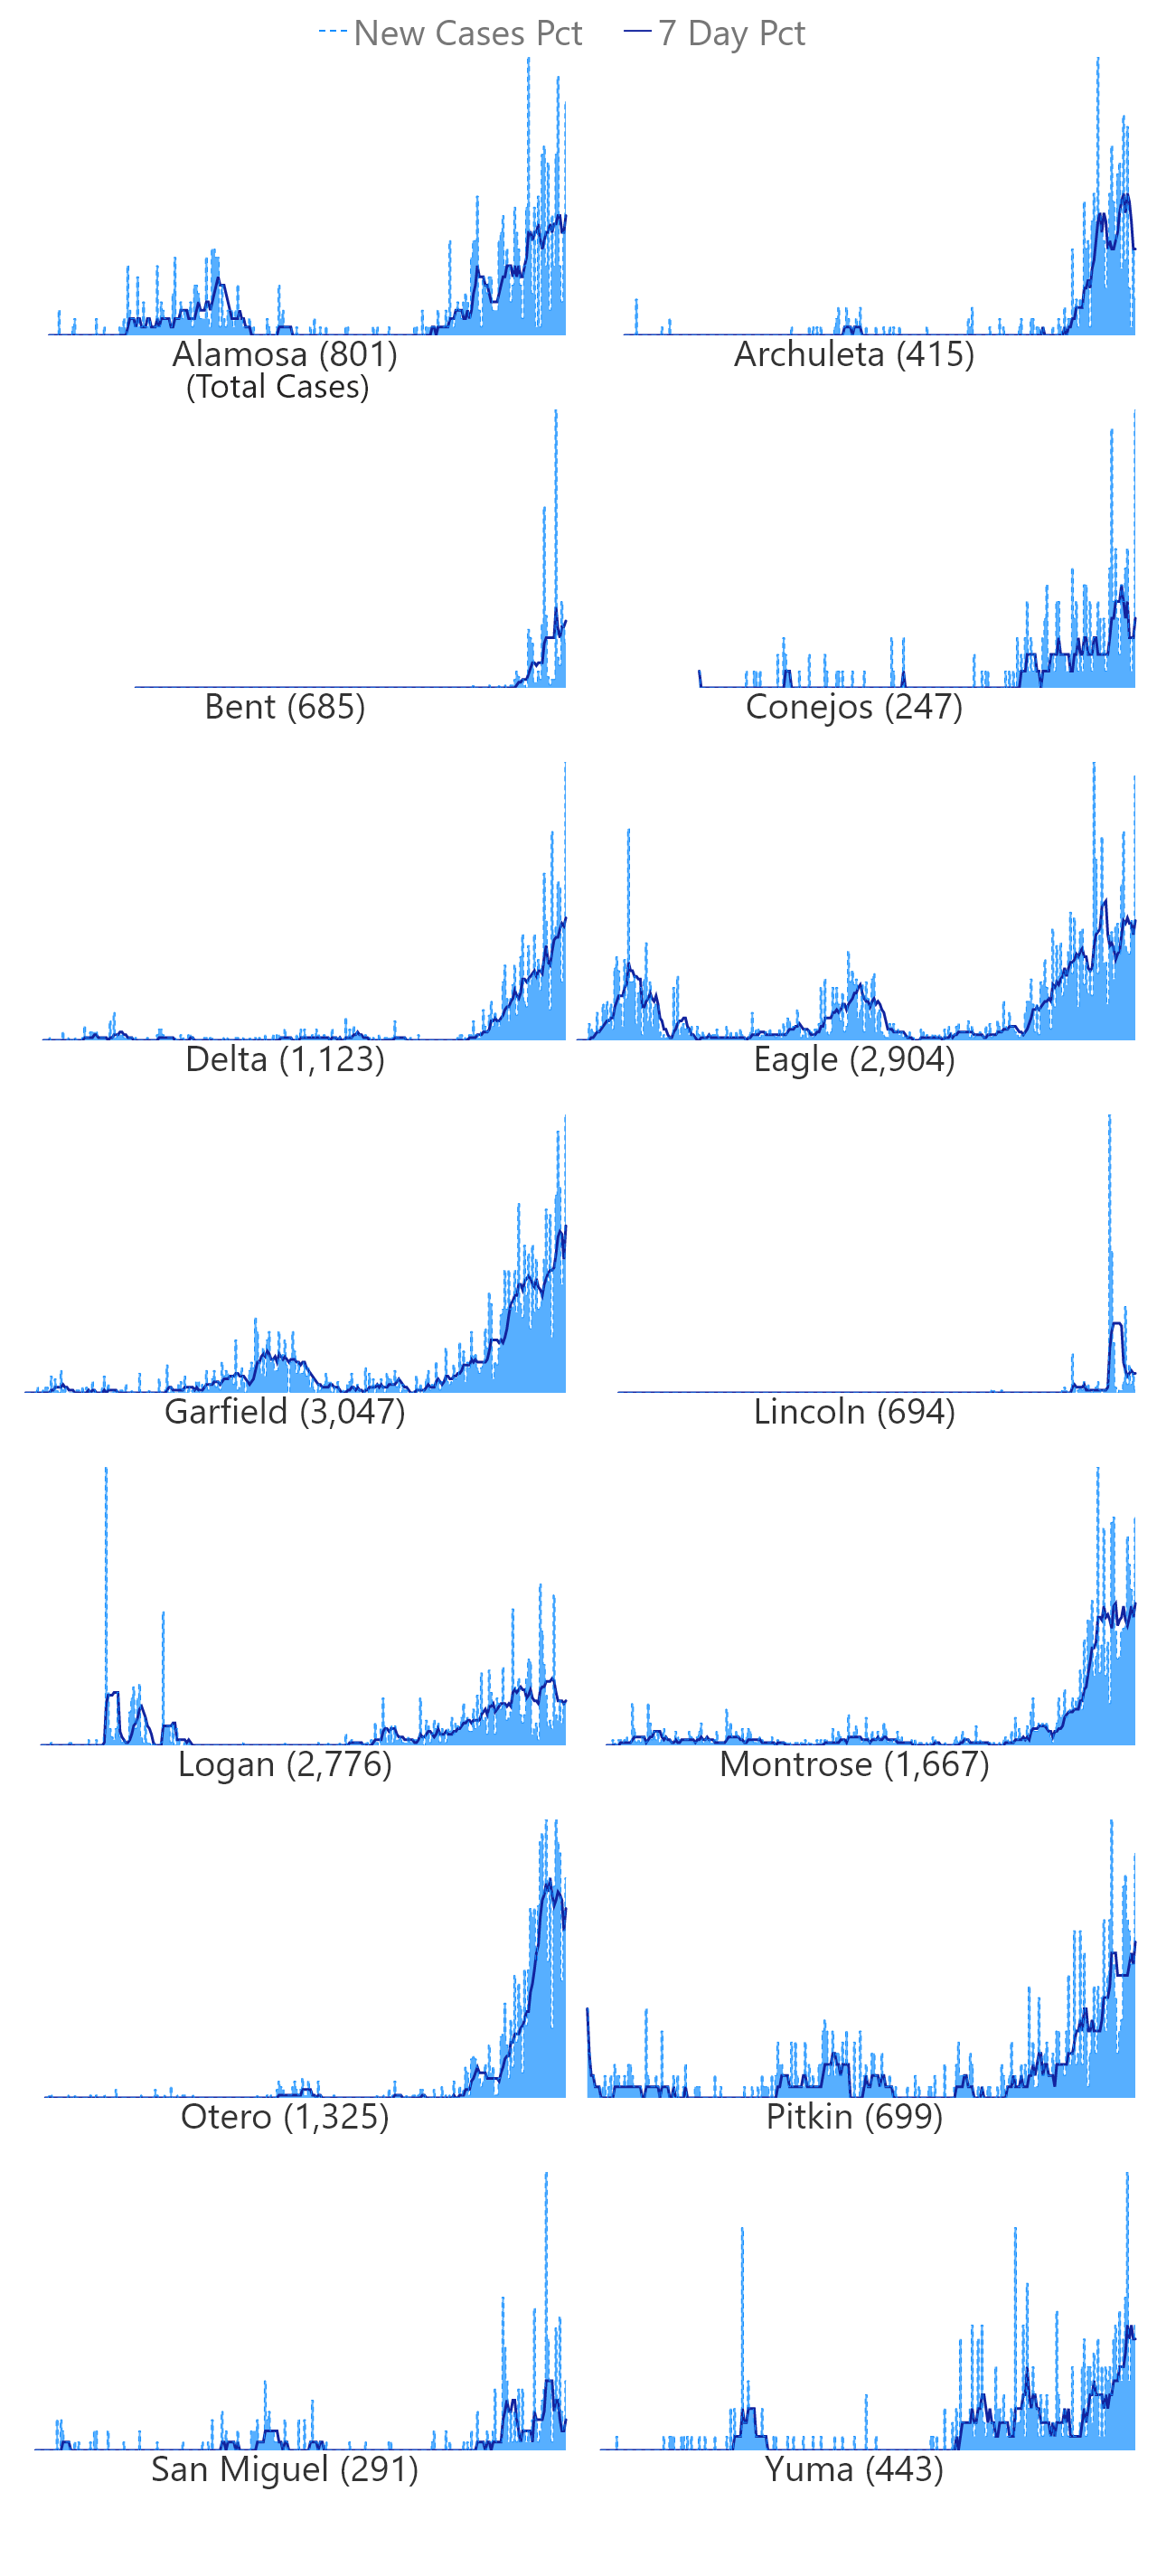 New Cases Pct 7 Day Pct
Alamosa (801) Archuleta (415)
(Total Cases)
Bent (685) Conejos (247)
Delta (1,123) Eagle (2,904)
Garfield (3,047) Lincoln (694)
Logan (2,776) Montrose (1,667)
Otero (1,325) Pitkin (699)
San Miguel (291) Yuma (443)